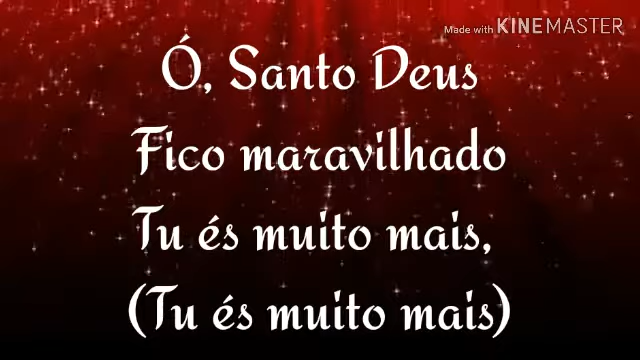 Made with KINEMASTER
Ó, Santo Deus
Fico maravilhado
Tu és muito mais,
(Tu és muito mais)